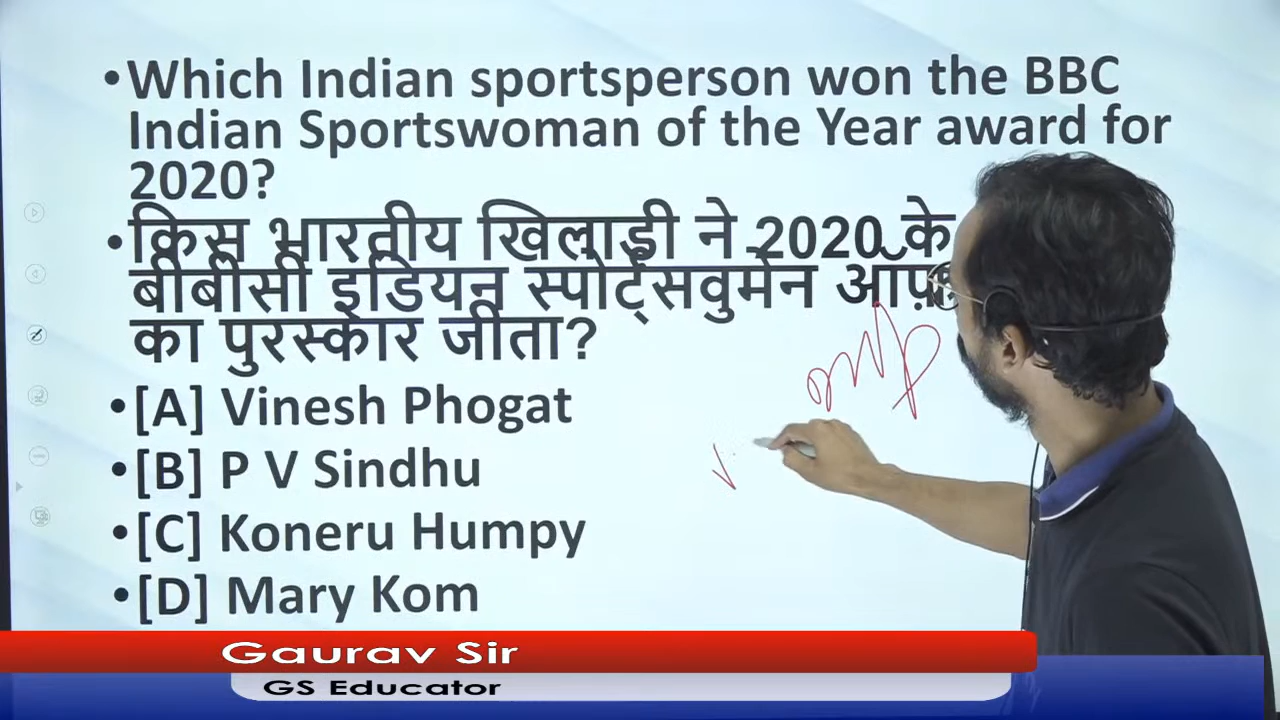 •Which Indian sportsperson won the BBC
Indian Sportswoman of the Year award for
2020?
•किस भारतीय खिलाड़ी ने 2020 के
बीबीसी इंडियन स्पोर्ट्सवुमेन ऑफ़
का पुरस्कार जीता?
•[A] Vinesh Phogat
•[B] P V Sindhu
•[C] Koneru Humpy
•[D] Mary Kom
Gaurav Sir
GS Educator